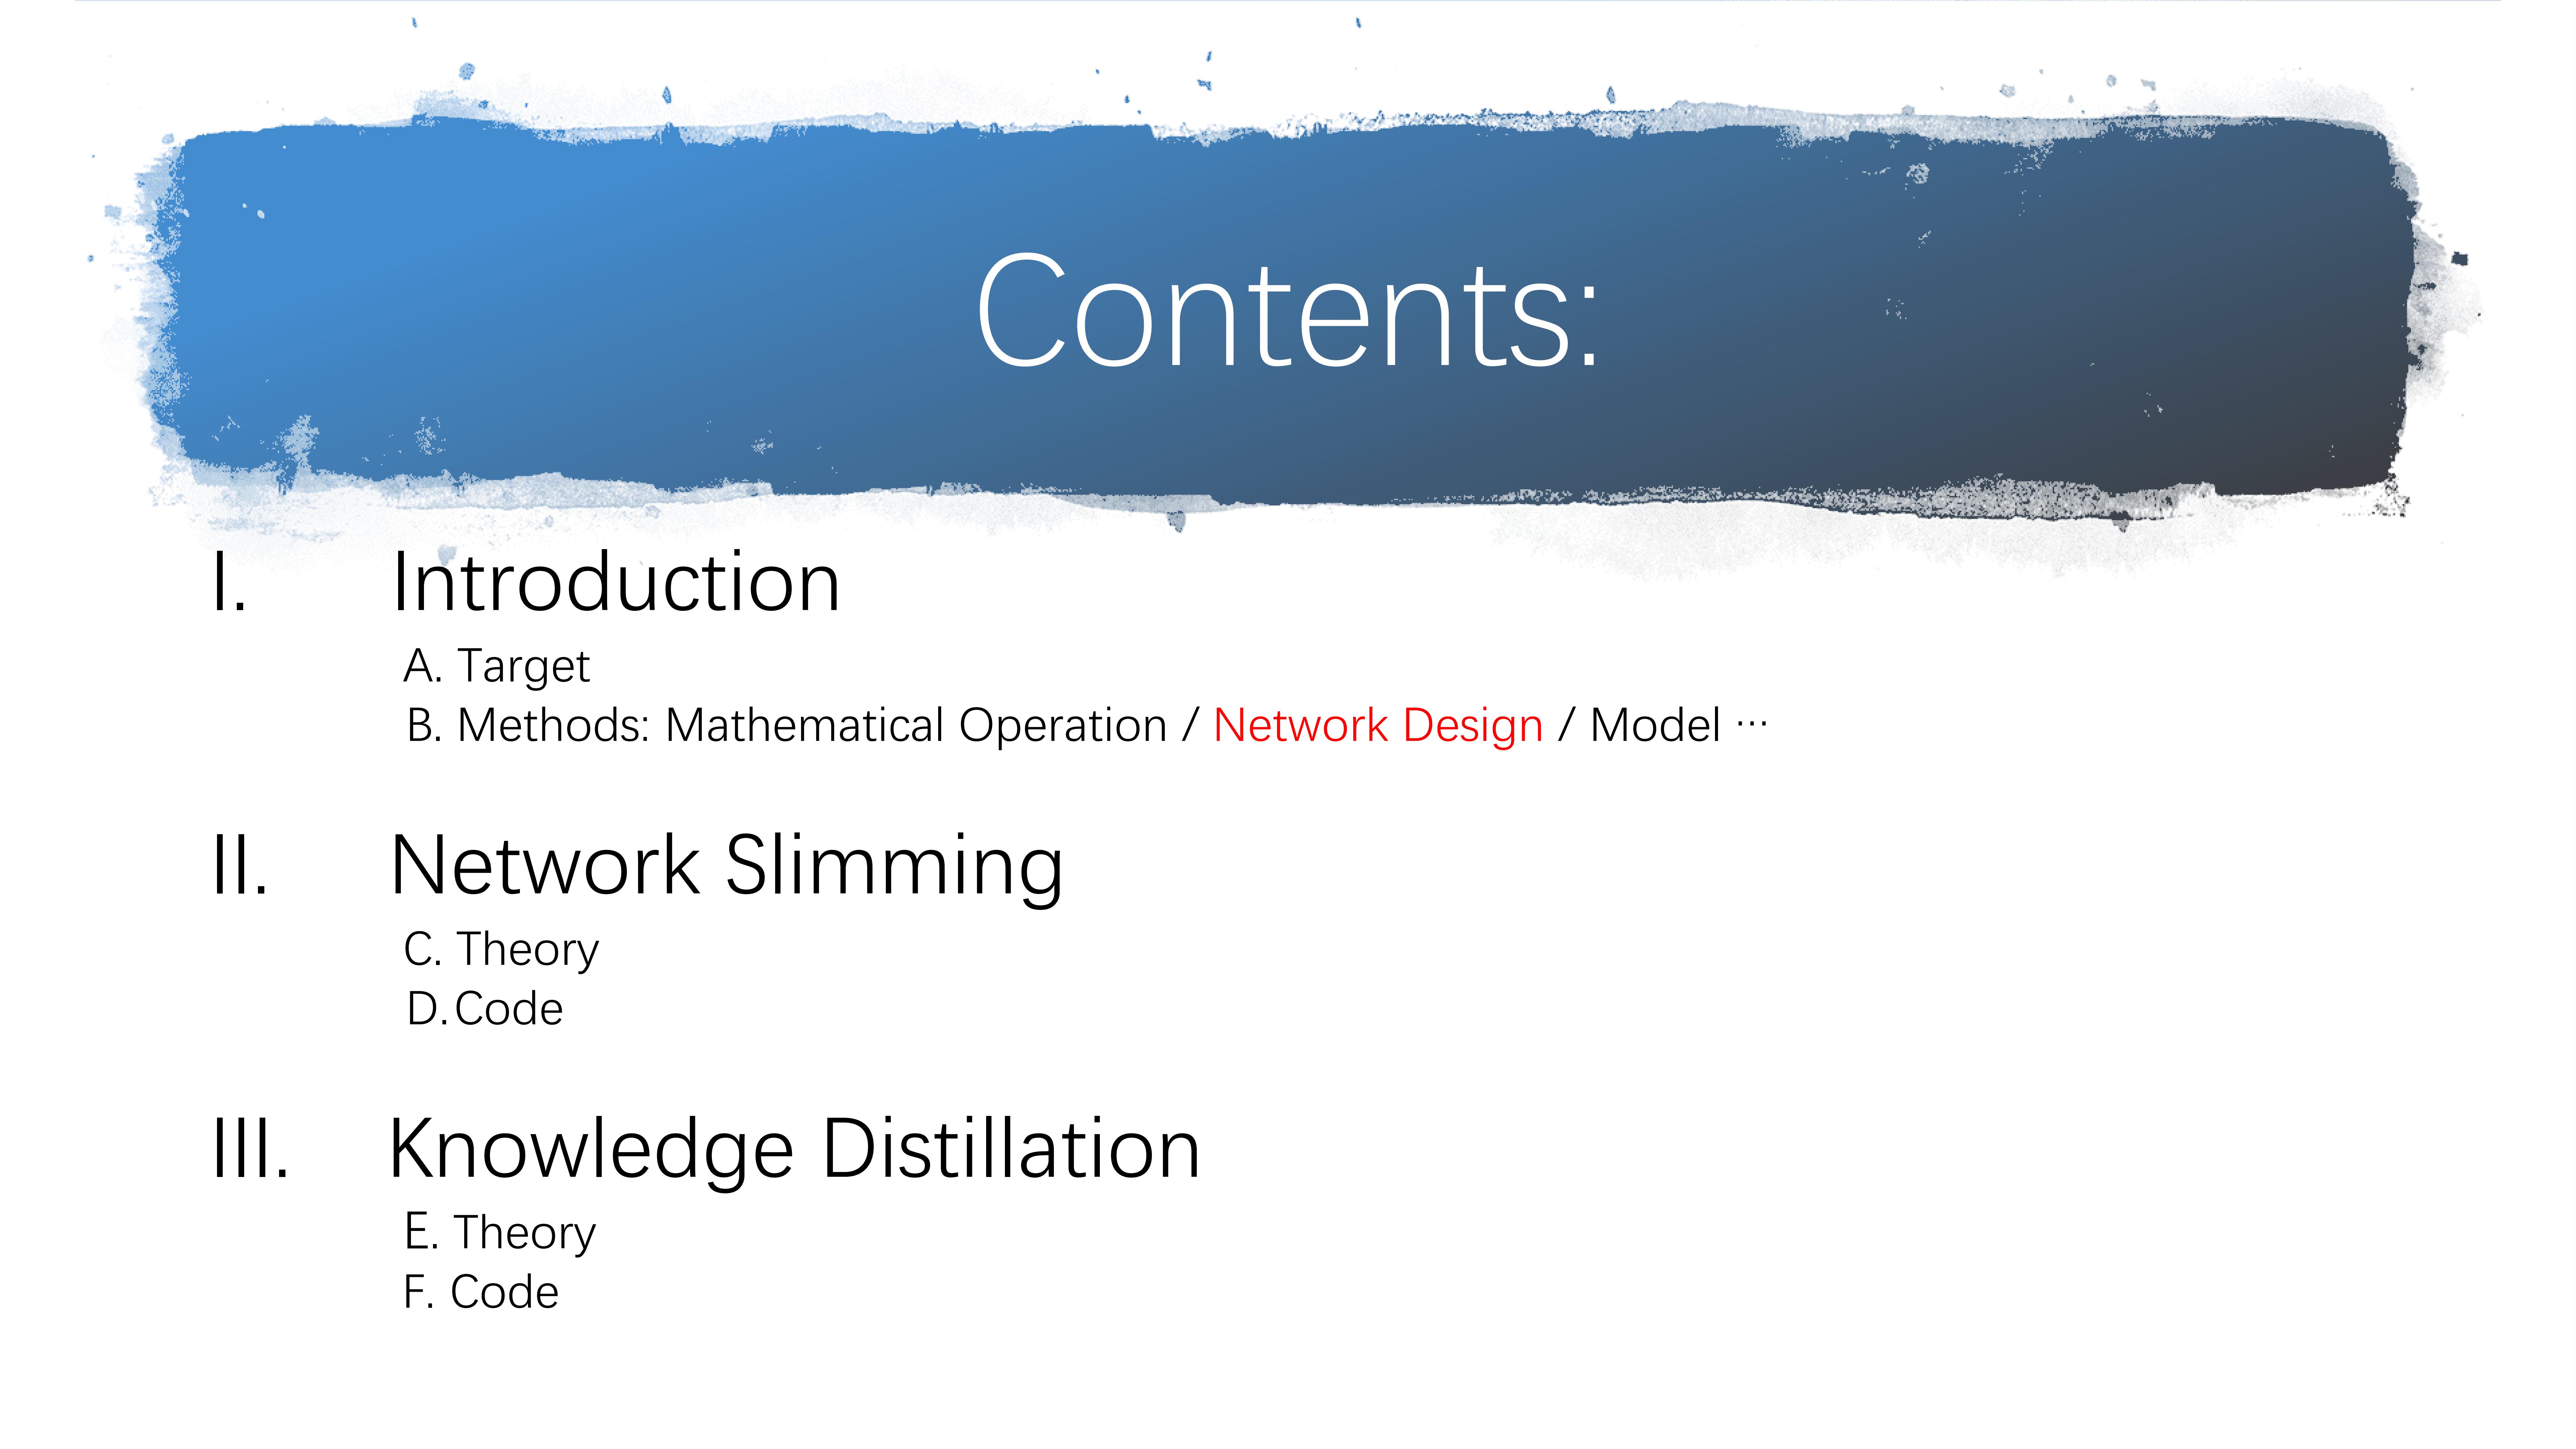 Contents:
I. Introduction
A. Target
B. Methods: Mathematical Operation / Network Design / Model ···
II. Network Slimming
C. Theory
D. Code
III. Knowledge Distillation
E. Theory
F. Code